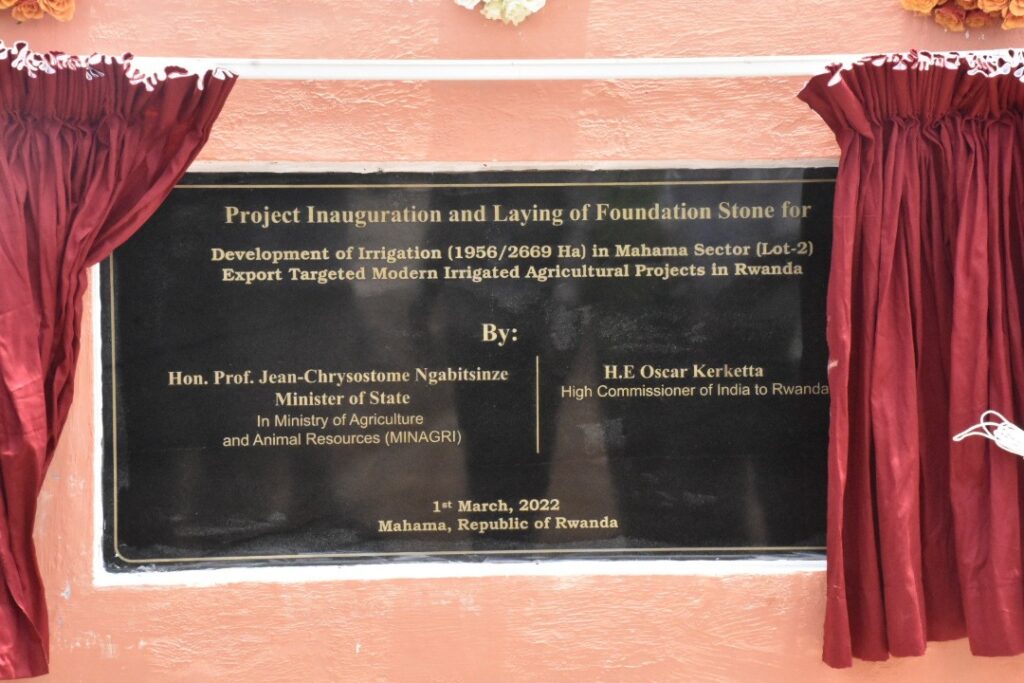 Project Inauguration and Laying of Foundation Stone for
Development of Irrigation (1956/2669 Ha) in Mahama Sector (Lot-2)
Export Targeted Modern Irrigated Agricultural Projects in Rwanda
By:
Hon. Prof. Jean-Chrysostome Ngabitsinze
Minister of State
In Ministry of Agriculture
and Animal Resources (MINAGRI)
H.E Oscar Kerketta
High Commissioner of India to Rwanda
1st March, 2022
Mahama, Republic of Rwanda